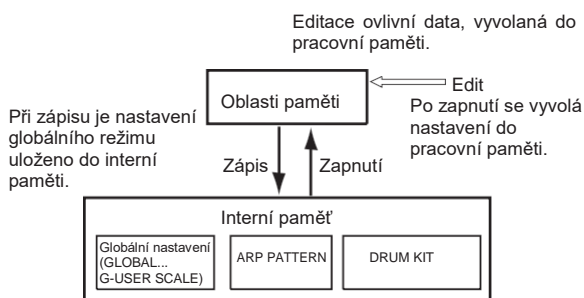 Editace ovlivní data, vyvolaná do
pracovní paměti.
Edit
Oblasti paměti
Po zapnutí se vyvolá
nastavení do
pracovní paměti.
Při zápisu je nastavení
globálního režimu
uloženo do interní
paměti.
Zápis
Zapnutí
Interní paměť
Globální nastavení
(GLOBAL...
G-USER SCALE)
ARP PATTERN
DRUM KIT